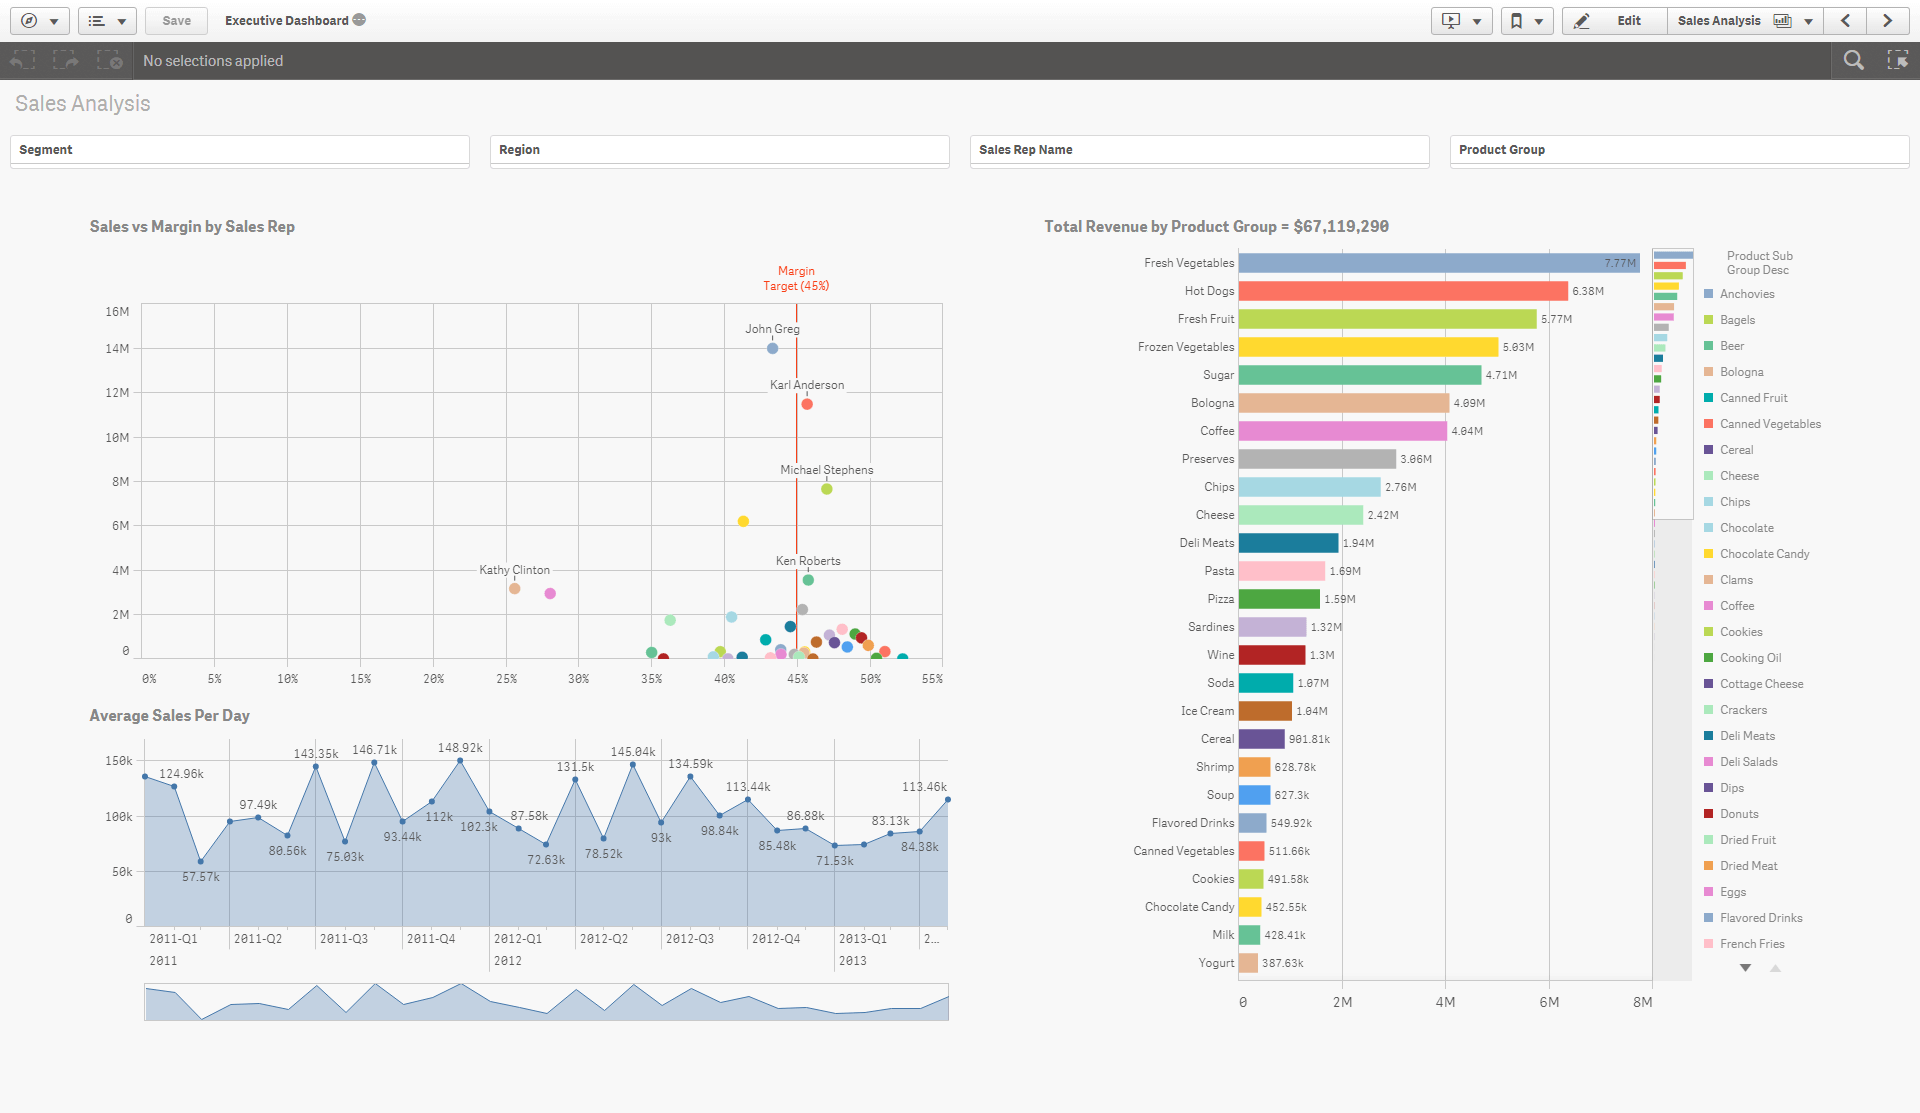 Save
Executive Dashboard
Edit
Sales Analysis
No selections applied
Sales Analysis
Segment
Region
Sales Rep Name
Product Group
Sales vs Margin by Sales Rep
Margin
Target (45%)
16M
14M
12M
10M
8M
6M
4M
2M
0
John Greg
Karl Anderson
Michael Stephens
Ken Roberts
Kathy Clinton
0%
5%
10%
15%
20%
25%
30%
35%
40%
45%
50%
55%
Average Sales Per Day
150k
100k
50k
0
124.96k
57.57k
97.49k
80.56k
143.35k
75.03k
146.71k
93.44k
112k
148.92k
102.3k
87.58k
72.63k
131.5k
78.52k
145.04k
93k
134.59k
98.84k
113.44k
85.48k
86.88k
71.53k
83.13k
84.38k
113.46k
2011-Q1
2011-Q2
2011-Q3
2011-Q4
2012-Q1
2012-Q2
2012-Q3
2012-Q4
2013-Q1
2...
2011
2012
2013
Total Revenue by Product Group = $67,119,290
Fresh Vegetables 7.77M
Hot Dogs 6.38M
Fresh Fruit 5.77M
Frozen Vegetables 5.03M
Sugar 4.71M
Bologna 4.09M
Coffee 4.04M
Preserves 3.06M
Chips 2.76M
Cheese 2.42M
Deli Meats 1.94M
Pasta 1.69M
Pizza 1.59M
Sardines 1.32M
Wine 1.3M
Soda 1.07M
Ice Cream 1.04M
Cereal 901.81k
Shrimp 628.78k
Soup 627.3k
Flavored Drinks 549.92k
Canned Vegetables 511.66k
Cookies 491.58k
Chocolate Candy 452.55k
Milk 428.41k
Yogurt 387.63k
0
2M
4M
6M
8M
Product Sub
Group Desc
Anchovies
Bagels
Beer
Bologna
Canned Fruit
Canned Vegetables
Cereal
Cheese
Chips
Chocolate
Chocolate Candy
Clams
Coffee
Cookies
Cooking Oil
Cottage Cheese
Crackers
Deli Meats
Deli Salads
Dips
Donuts
Dried Fruit
Dried Meat
Eggs
Flavored Drinks
French Fries